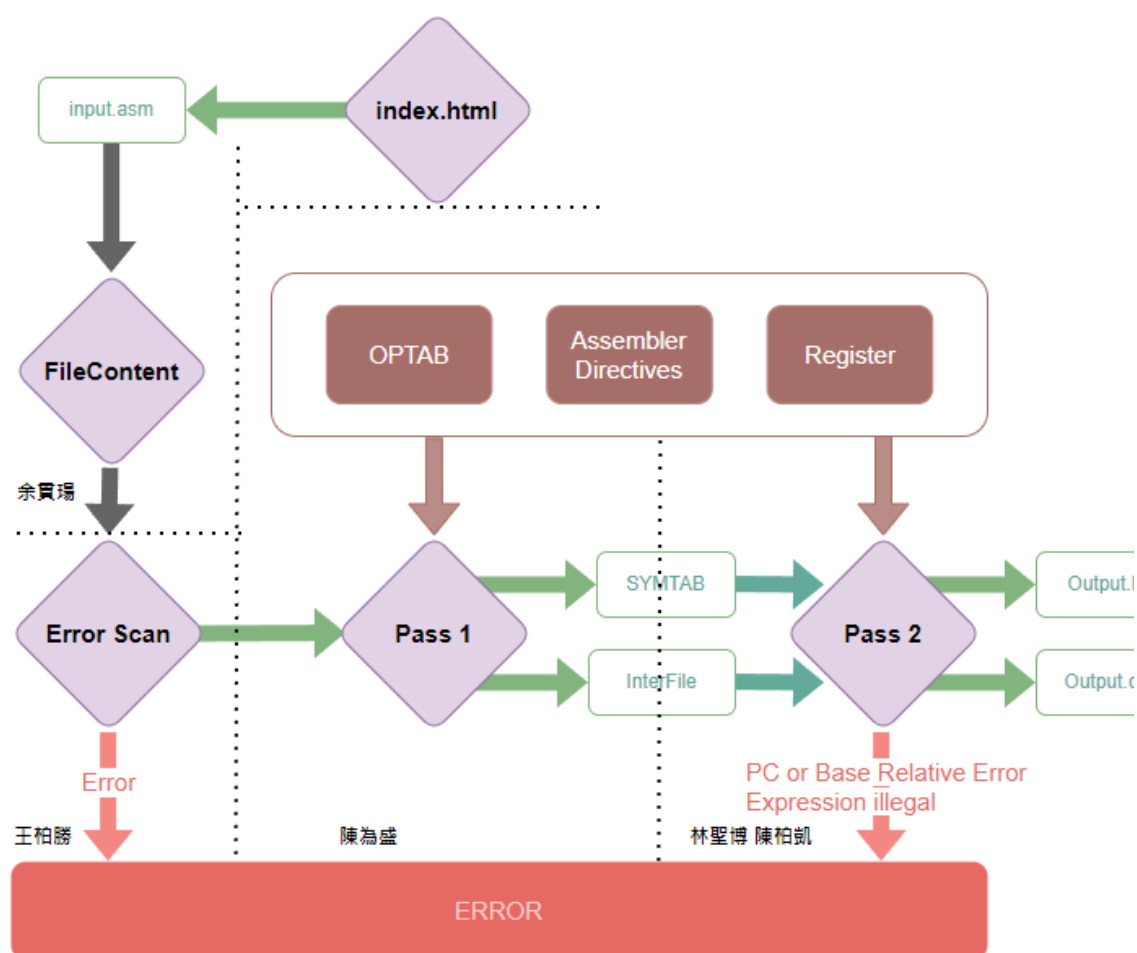 index.html
input.asm
OPTAB
Assembler
Directives
Register
FileContent
余貫瑒
Error Scan
Pass 1
SYMTAB
InterFile
Pass 2
Output.
Output.
Error
PC or Base Relative Error
Expression illegal
王柏勝
陳為盛
林聖博 陳柏凱
ERROR